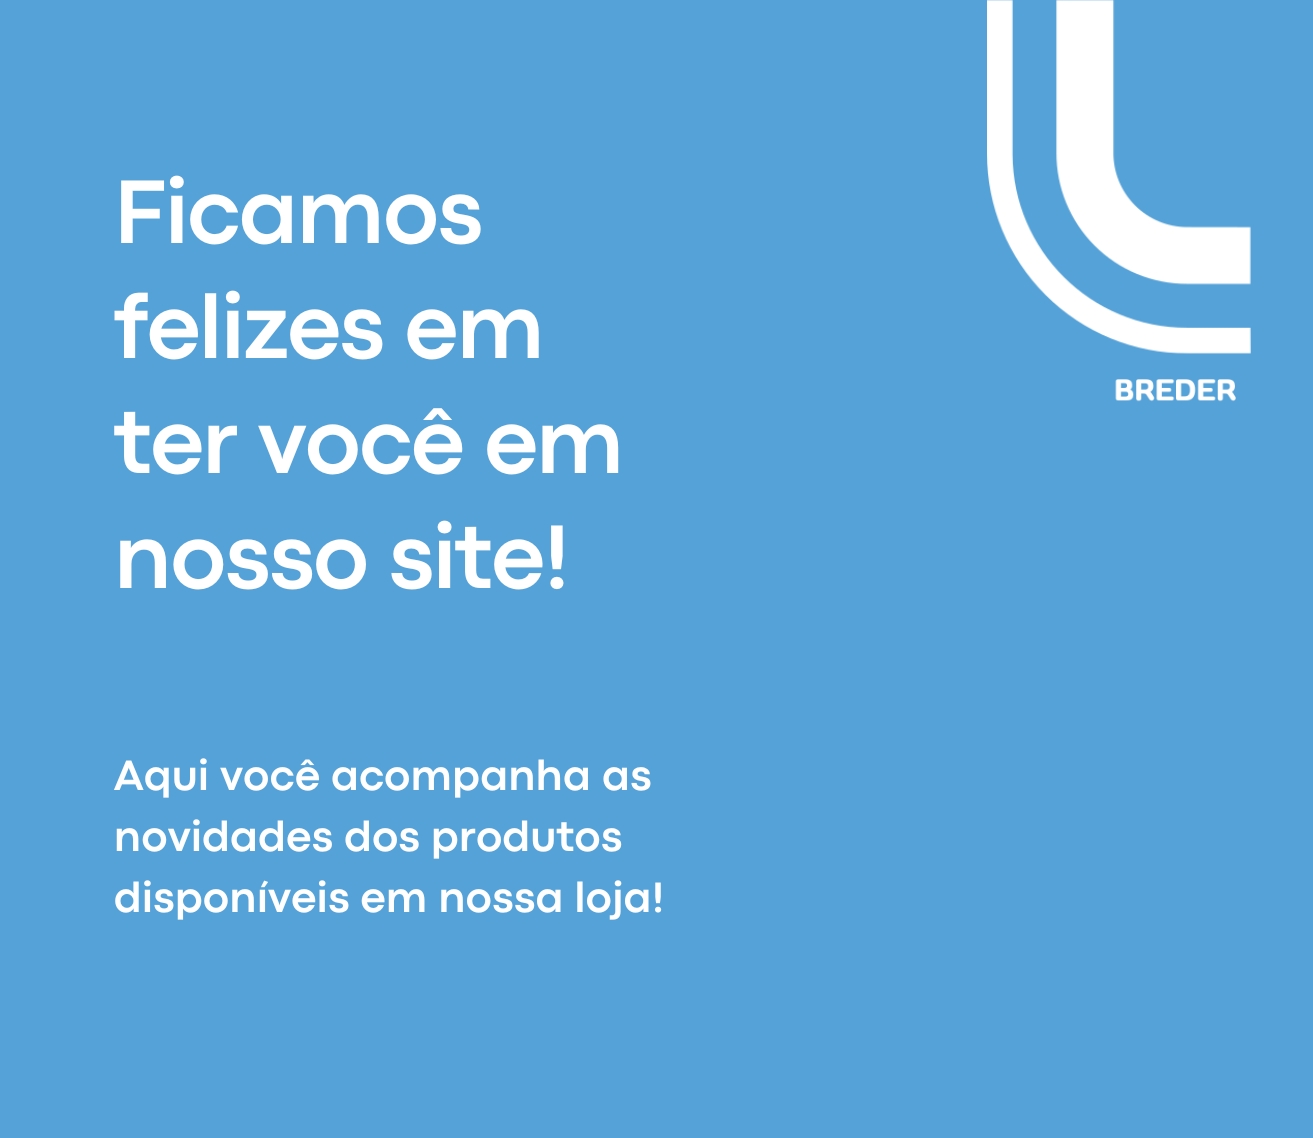 Ficamos
felizes em
ter você em
nosso site!
BREDER
Aqui você acompanha as
novidades dos produtos
disponíveis em nossa loja!